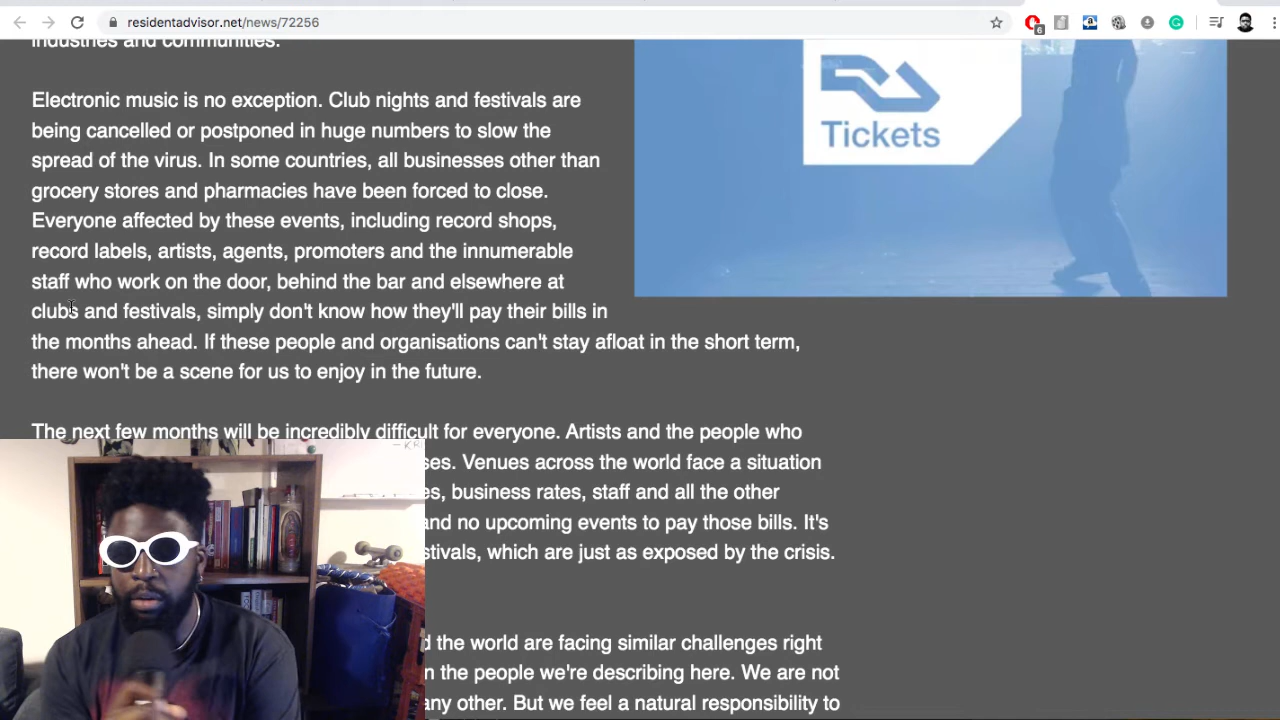 residentadvisor.net/news/72256
6
industries and communities.
Tickets
Electronic music is no exception. Club nights and festivals are
being cancelled or postponed in huge numbers to slow the
spread of the virus. In some countries, all businesses other than
grocery stores and pharmacies have been forced to close.
Everyone affected by these events, including record shops,
record labels, artists, agents, promoters and the innumerable
staff who work on the door, behind the bar and elsewhere at
clubs and festivals, simply don't know how they'll pay their bills in
the months ahead. If these people and organisations can't stay afloat in the short term,
there won't be a scene for us to enjoy in the future.
The next few months will be incredibly difficult for everyone. Artists and the people who
ses. Venues across the world face a situation
es, business rates, staff and all the other
and no upcoming events to pay those bills. It's
stivals, which are just as exposed by the crisis.
d the world are facing similar challenges right
n the people we're describing here. We are not
any other. But we feel a natural responsibility to